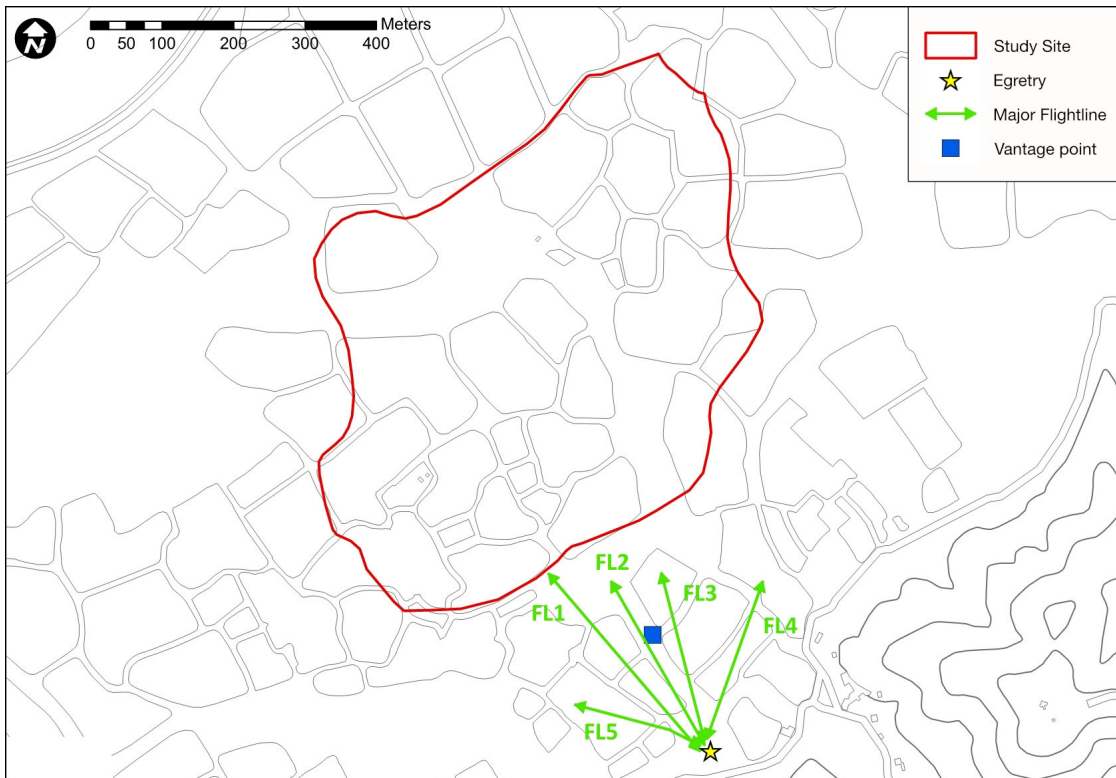 N
Meters
0 50 100 200 300 400
Study Site
Egretry
Major Flightline
Vantage point
FL1
FL2
FL3
FL4
FL5